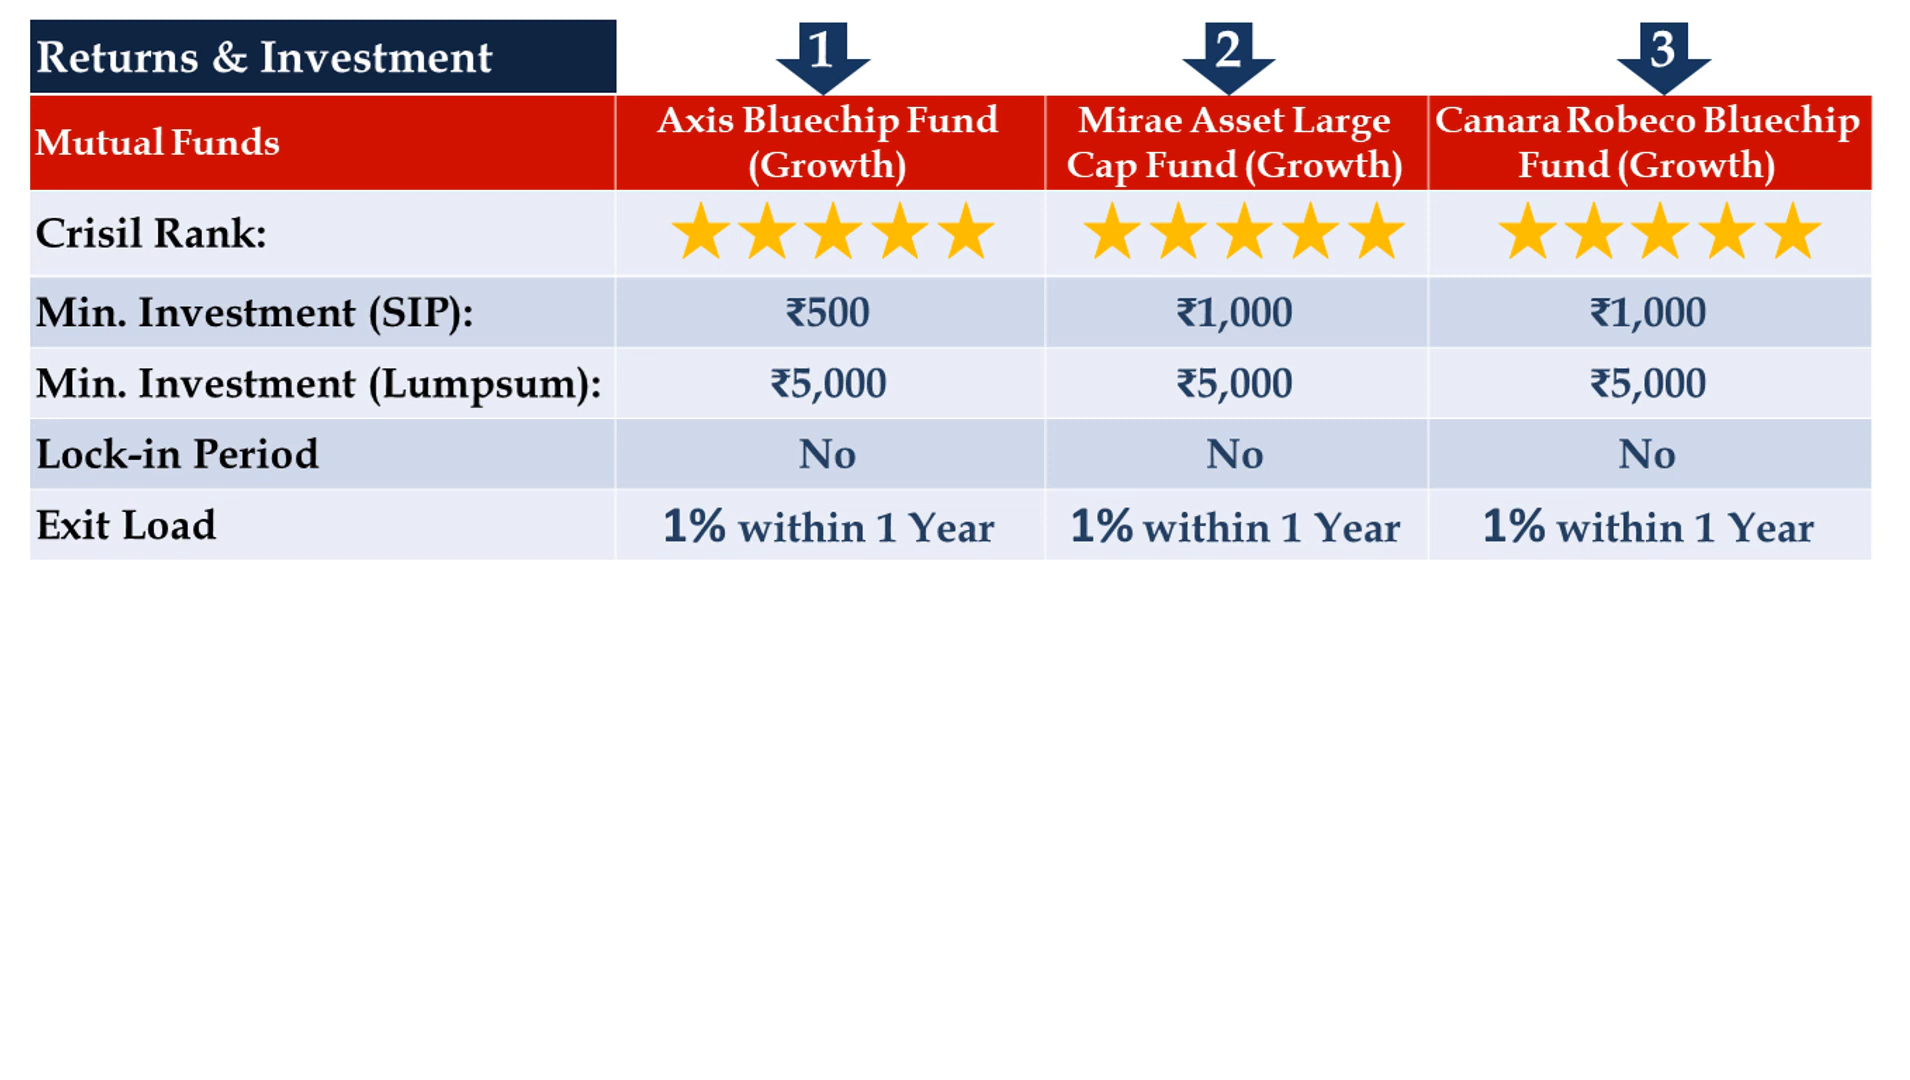 Returns & Investment
1
2
3
Mutual Funds
Axis Bluechip Fund
(Growth)
Mirae Asset Large
Cap Fund (Growth)
Canara Robeco Bluechip
Fund (Growth)
Crisil Rank:
Min. Investment (SIP):
₹500
₹1,000
₹1,000
Min. Investment (Lumpsum):
₹5,000
₹5,000
₹5,000
Lock-in Period
No
No
No
Exit Load
1% within 1 Year
1% within 1 Year
1% within 1 Year